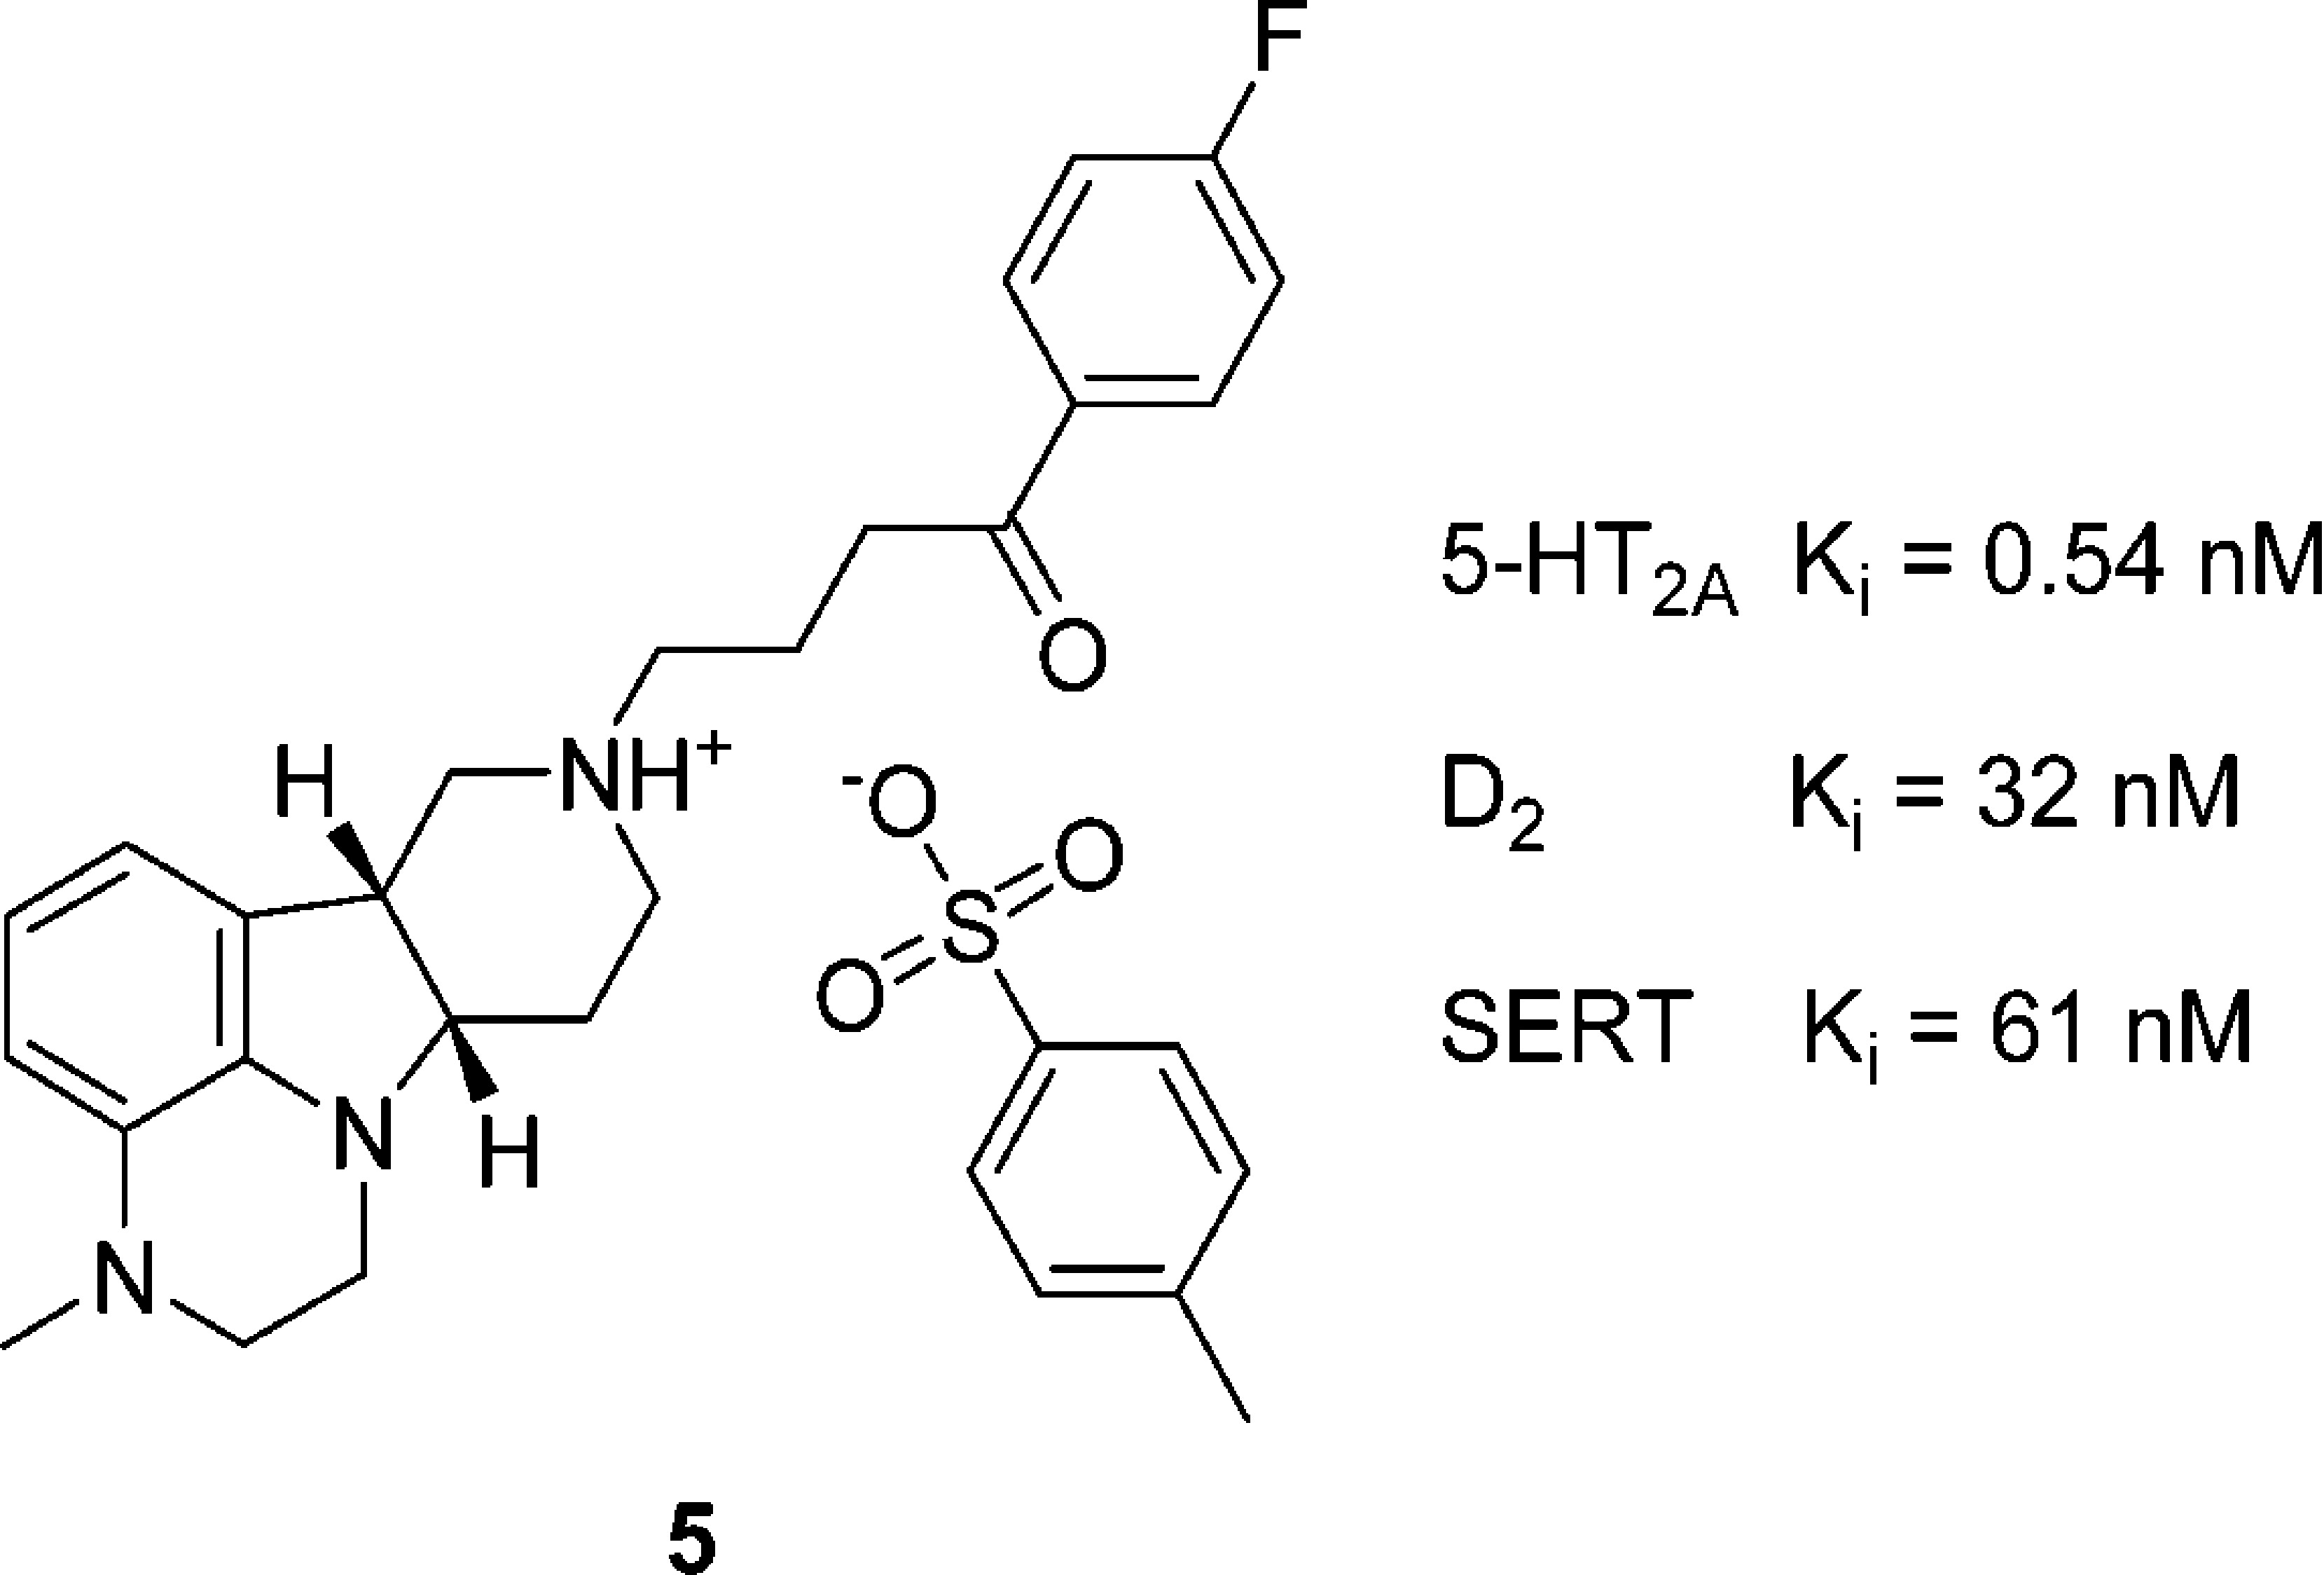 F
O
5-HT2A Ki = 0.54 nM
H
NH+
-O
O
D2 Ki = 32 nM
S
O
SERT Ki = 61 nM
N
H
N
5